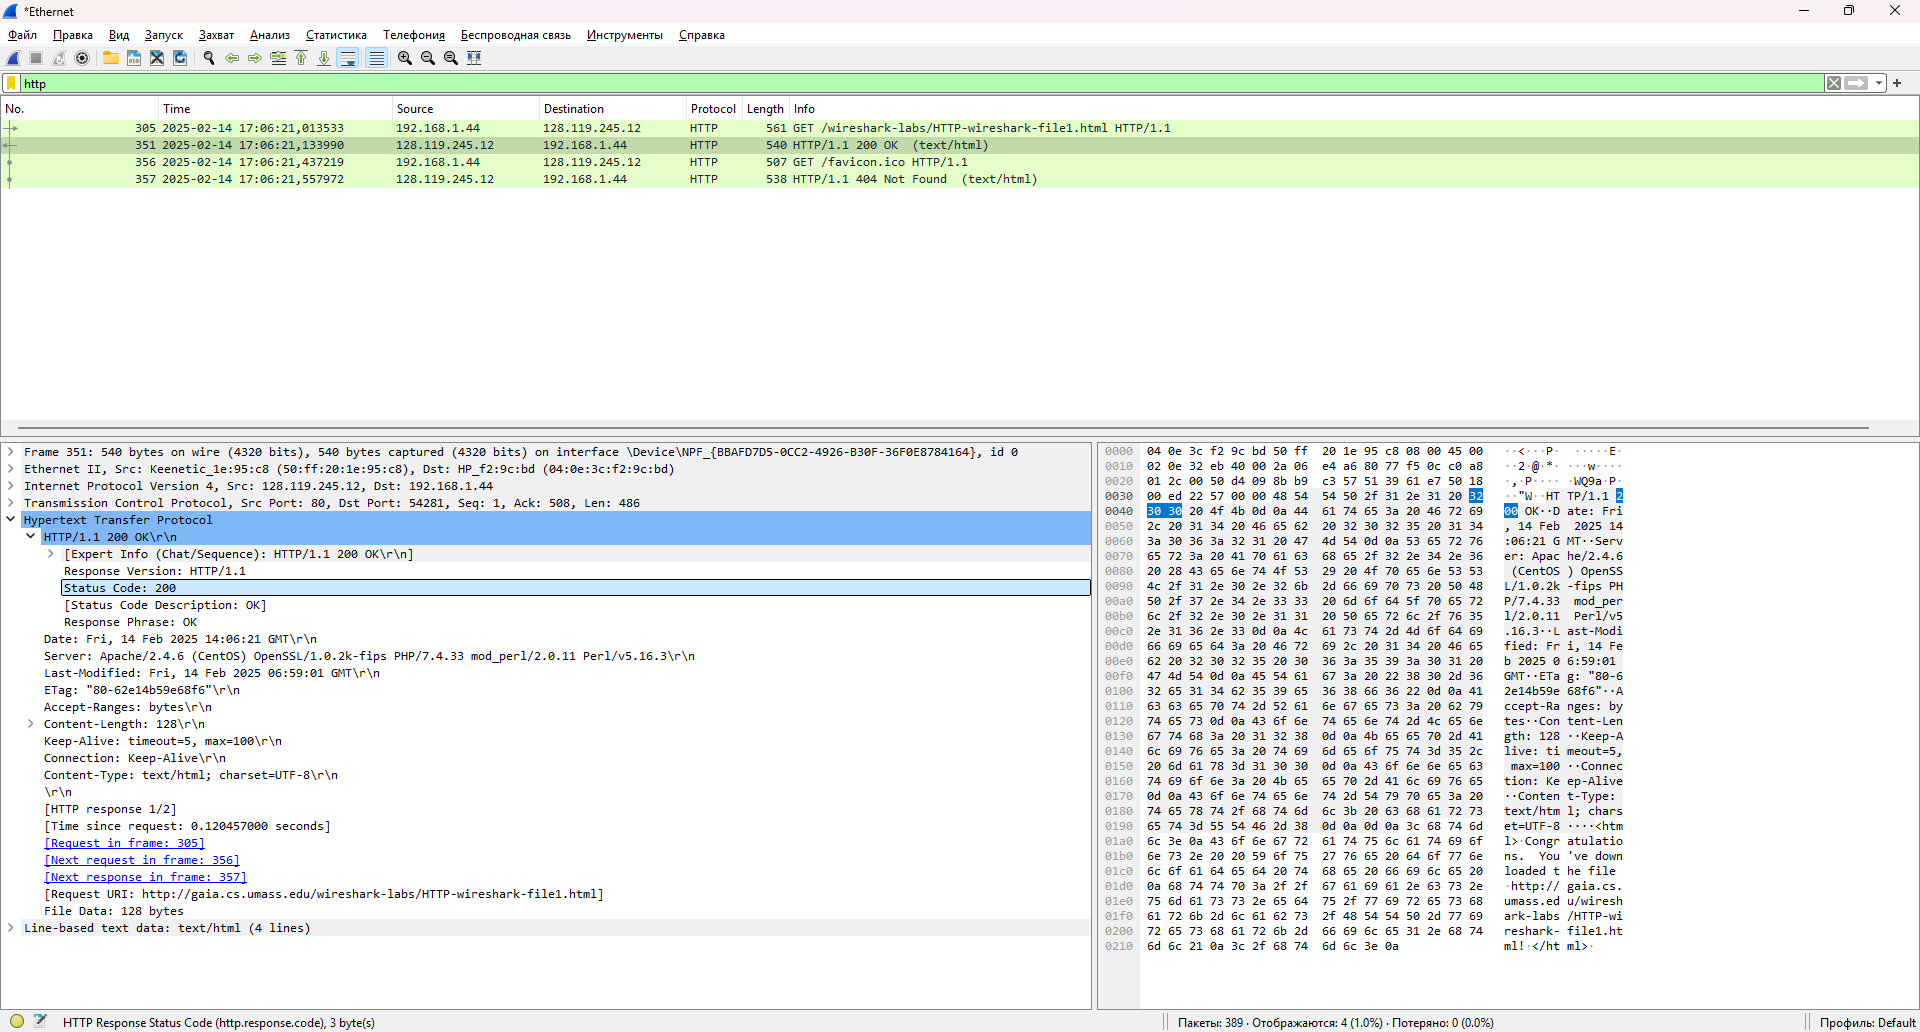 *Ethernet
Файл Правка Вид Запуск Захват Анализ Статистика Телефония Беспроводная связь Инструменты Справка
http
No. Time Source Destination Protocol Length Info
305 2025-02-14 17:06:21,013533 192.168.1.44 128.119.245.12 HTTP 561 GET /wireshark-labs/HTTP-wireshark-file1.html HTTP/1.1
351 2025-02-14 17:06:21,133990 128.119.245.12 192.168.1.44 HTTP 540 HTTP/1.1 200 OK  (text/html)
356 2025-02-14 17:06:21,437219 192.168.1.44 128.119.245.12 HTTP 507 GET /favicon.ico HTTP/1.1
357 2025-02-14 17:06:21,557972 128.119.245.12 192.168.1.44 HTTP 538 HTTP/1.1 404 Not Found  (text/html)
Frame 351: 540 bytes on wire (4320 bits), 540 bytes captured (4320 bits) on interface \Device\NPF_{BBAFD7D5-0CC2-4926-B30F-36F0E8784164}, id 0
Ethernet II, Src: Keenetic_1e:95:c8 (50:ff:20:1e:95:c8), Dst: HP_f2:9c:bd (04:0e:3c:f2:9c:bd)
Internet Protocol Version 4, Src: 128.119.245.12, Dst: 192.168.1.44
Transmission Control Protocol, Src Port: 80, Dst Port: 54281, Seq: 1, Ack: 508, Len: 486
Hypertext Transfer Protocol
HTTP/1.1 200 OK\r\n
[Expert Info (Chat/Sequence): HTTP/1.1 200 OK\r\n]
Response Version: HTTP/1.1
Status Code: 200
[Status Code Description: OK]
Response Phrase: OK
Date: Fri, 14 Feb 2025 14:06:21 GMT\r\n
Server: Apache/2.4.6 (CentOS) OpenSSL/1.0.2k-fips PHP/7.4.33 mod_perl/2.0.11 Perl/v5.16.3\r\n
Last-Modified: Fri, 14 Feb 2025 06:59:01 GMT\r\n
ETag: "80-62e14b59e68f6"\r\n
Accept-Ranges: bytes\r\n
Content-Length: 128\r\n
Keep-Alive: timeout=5, max=100\r\n
Connection: Keep-Alive\r\n
Content-Type: text/html; charset=UTF-8\r\n
\r\n
[HTTP response 1/2]
[Time since request: 0.120457000 seconds]
[Request in frame: 305]
[Next request in frame: 356]
[Next response in frame: 357]
[Request URI: http://gaia.cs.umass.edu/wireshark-labs/HTTP-wireshark-file1.html]
File Data: 128 bytes
Line-based text data: text/html (4 lines)
0000 04 0e 3c f2 9c bd 50 ff 20 1e 95 c8 08 00 45 00 ··<···P· ·····E·
0010 02 0e 32 eb 40 00 2a 06 e4 a6 80 77 f5 0c c0 a8 ··2·@·*· ···w····
0020 01 2c 00 50 d4 09 8b b9 c3 57 51 39 61 e7 50 18 ·,·P···· ·WQ9a·P·
0030 00 ed 22 57 00 00 48 54 54 50 2f 31 2e 31 20 32 ··"W··HT TP/1.1 2
0040 30 30 20 4f 4b 0d 0a 44 61 74 65 3a 20 46 72 69 00 OK··D ate: Fri
0050 2c 20 31 34 20 46 65 62 20 32 30 32 35 20 31 34 , 14 Feb  2025 14
0060 3a 30 36 3a 32 31 20 47 4d 54 0d 0a 53 65 72 76 :06:21 G MT··Serv
0070 65 72 3a 20 41 70 61 63 68 65 2f 32 2e 34 2e 36 er: Apac he/2.4.6
0080 20 28 43 65 6e 74 4f 53 29 20 4f 70 65 6e 53 53  (CentOS ) OpenSS
0090 4c 2f 31 2e 30 2e 32 6b 2d 66 69 70 73 20 50 48 L/1.0.2k -fips PH
00a0 50 2f 37 2e 34 2e 33 33 20 6d 6f 64 5f 70 65 72 P/7.4.33  mod_per
00b0 6c 2f 32 2e 30 2e 31 31 20 50 65 72 6c 2f 76 35 l/2.0.11  Perl/v5
00c0 2e 31 36 2e 33 0d 0a 4c 61 73 74 2d 4d 6f 64 69 .16.3··L ast-Modi
00d0 66 69 65 64 3a 20 46 72 69 2c 20 31 34 20 46 65 fied: Fr i, 14 Fe
00e0 62 20 32 30 32 35 20 30 36 3a 35 39 3a 30 31 20 b 2025 0 6:59:01
00f0 47 4d 54 0d 0a 45 54 61 67 3a 20 22 38 30 2d 36 GMT··ETa g: "80-6
0100 32 65 31 34 62 35 39 65 36 38 66 36 22 0d 0a 41 2e14b59e 68f6"··A
0110 63 63 65 70 74 2d 52 61 6e 67 65 73 3a 20 62 79 ccept-Ra nges: by
0120 74 65 73 0d 0a 43 6f 6e 74 65 6e 74 2d 4c 65 6e tes··Con tent-Len
0130 67 74 68 3a 20 31 32 38 0d 0a 4b 65 65 70 2d 41 gth: 128 ··Keep-A
0140 6c 69 76 65 3a 20 74 69 6d 65 6f 75 74 3d 35 2c live: ti meout=5,
0150 20 6d 61 78 3d 31 30 30 0d 0a 43 6f 6e 6e 65 63  max=100 ··Connec
0160 74 69 6f 6e 3a 20 4b 65 65 70 2d 41 6c 69 76 65 tion: Ke ep-Alive
0170 0d 0a 43 6f 6e 74 65 6e 74 2d 54 79 70 65 3a 20 ··Conten t-Type:
0180 74 65 78 74 2f 68 74 6d 6c 3b 20 63 68 61 72 73 text/htm l; chars
0190 65 74 3d 55 54 46 2d 38 0d 0a 0d 0a 3c 68 74 6d et=UTF-8 ····<htm
01a0 6c 3e 0a 43 6f 6e 67 72 61 74 75 6c 61 74 69 6f l>·Congr atulatio
01b0 6e 73 2e 20 20 59 6f 75 27 76 65 20 64 6f 77 6e ns.  You 've down
01c0 6c 6f 61 64 65 64 20 74 68 65 20 66 69 6c 65 20 loaded t he file
01d0 0a 68 74 74 70 3a 2f 2f 67 61 69 61 2e 63 73 2e ·http:// gaia.cs.
01e0 75 6d 61 73 73 2e 65 64 75 2f 77 69 72 65 73 68 umass.ed u/wiresh
01f0 61 72 6b 2d 6c 61 62 73 2f 48 54 54 50 2d 77 69 ark-labs /HTTP-wi
0200 72 65 73 68 61 72 6b 2d 66 69 6c 65 31 2e 68 74 reshark- file1.ht
0210 6d 6c 21 0a 3c 2f 68 74 6d 6c 3e 0a ml!·</ht ml>·
HTTP Response Status Code (http.response.code), 3 byte(s)
Пакеты: 389 · Отображаются: 4 (1.0%) · Потеряно: 0 (0.0%)
Профиль: Default